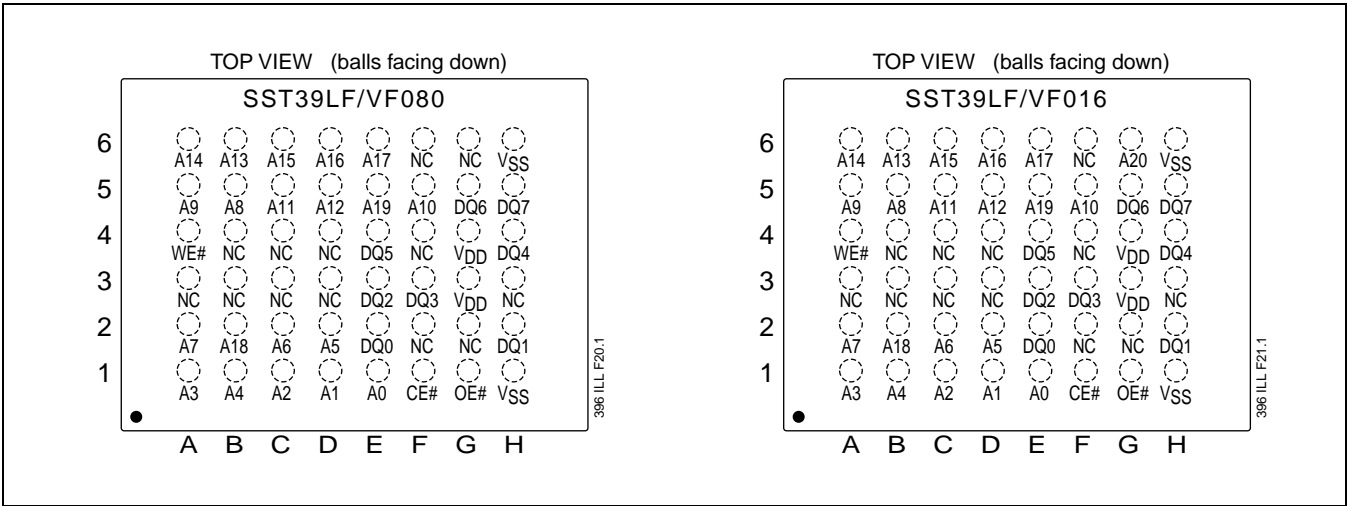 TOP VIEW (balls facing down)
SST39LF/VF080
6
A14 A13 A15 A16 A17 NC NC VSS
5
A9 A8 A11 A12 A19 A10 DQ6 DQ7
4
WE# NC NC NC DQ5 NC VDD DQ4
3
NC NC NC NC DQ2 DQ3 VDD NC
2
A7 A18 A6 A5 DQ0 NC NC DQ1
1
A3 A4 A2 A1 A0 CE# OE# VSS
A B C D E F G H
396 ILL F20.1
TOP VIEW (balls facing down)
SST39LF/VF016
6
A14 A13 A15 A16 A17 NC A20 VSS
5
A9 A8 A11 A12 A19 A10 DQ6 DQ7
4
WE# NC NC NC DQ5 NC VDD DQ4
3
NC NC NC NC DQ2 DQ3 VDD NC
2
A7 A18 A6 A5 DQ0 NC NC DQ1
1
A3 A4 A2 A1 A0 CE# OE# VSS
A B C D E F G H
396 ILL F21.1